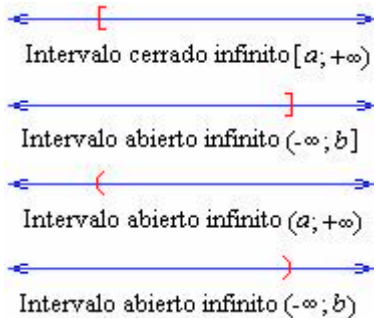 Intervalo cerrado infinito [a;+∞)
Intervalo abierto infinito (-∞;b]
Intervalo abierto infinito (a;+∞)
Intervalo abierto infinito (-∞;b)